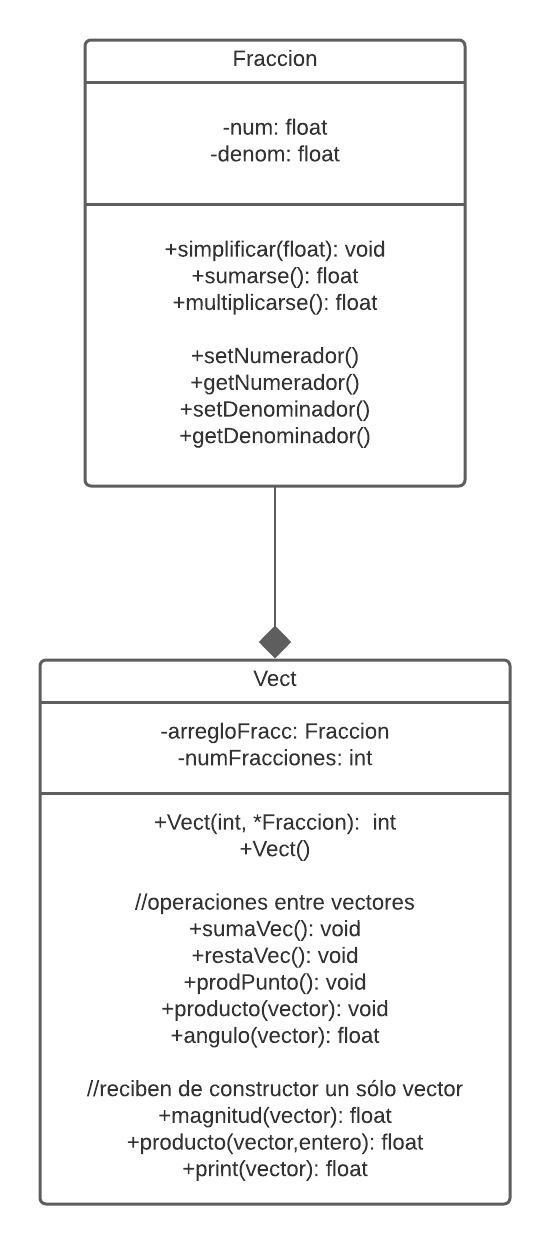 Fraccion
-num: float
-denom: float
+simplificar(float): void
+sumarse(): float
+multiplicarse(): float
+setNumerador()
+getNumerador()
+setDenominador()
+getDenominador()
Vect
-arregloFracc: Fraccion
-numFracciones: int
+Vect(int, *Fraccion):  int
+Vect()
//operaciones entre vectores
+sumaVec(): void
+restaVec(): void
+prodPunto(): void
+producto(vector): void
+angulo(vector): float
//reciben de constructor un sólo vector
+magnitud(vector): float
+producto(vector,entero): float
+print(vector): float